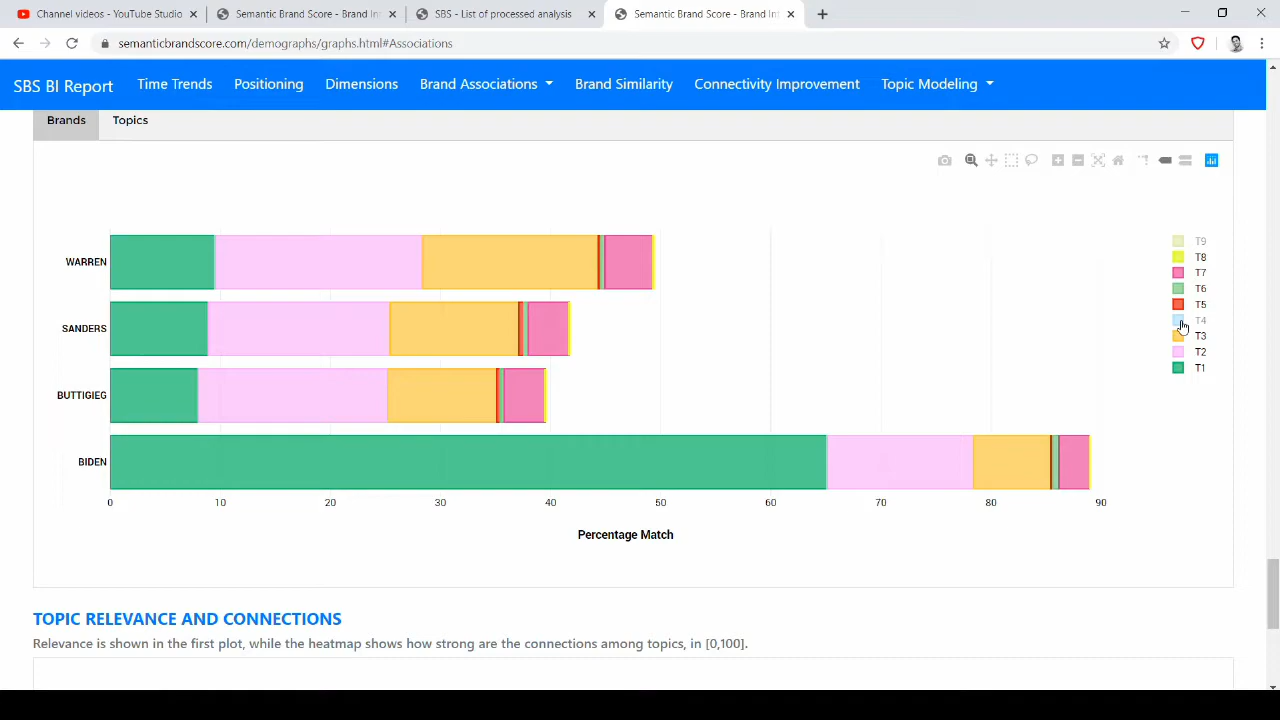 Channel videos - YouTube Studio
Semantic Brand Score - Brand In
SBS - List of processed analysis
Semantic Brand Score - Brand Int
semanticbrandscore.com/demographs/graphs.html#Associations
SBS BI Report Time Trends Positioning Dimensions Brand Associations Brand Similarity Connectivity Improvement Topic Modeling
Brands Topics
T9
T8
T7
T6
T5
T4
T3
T2
T1
WARREN
SANDERS
BUTTIGIEG
BIDEN
0 10 20 30 40 50 60 70 80 90
Percentage Match
TOPIC RELEVANCE AND CONNECTIONS
Relevance is shown in the first plot, while the heatmap shows how strong are the connections among topics, in [0,100].